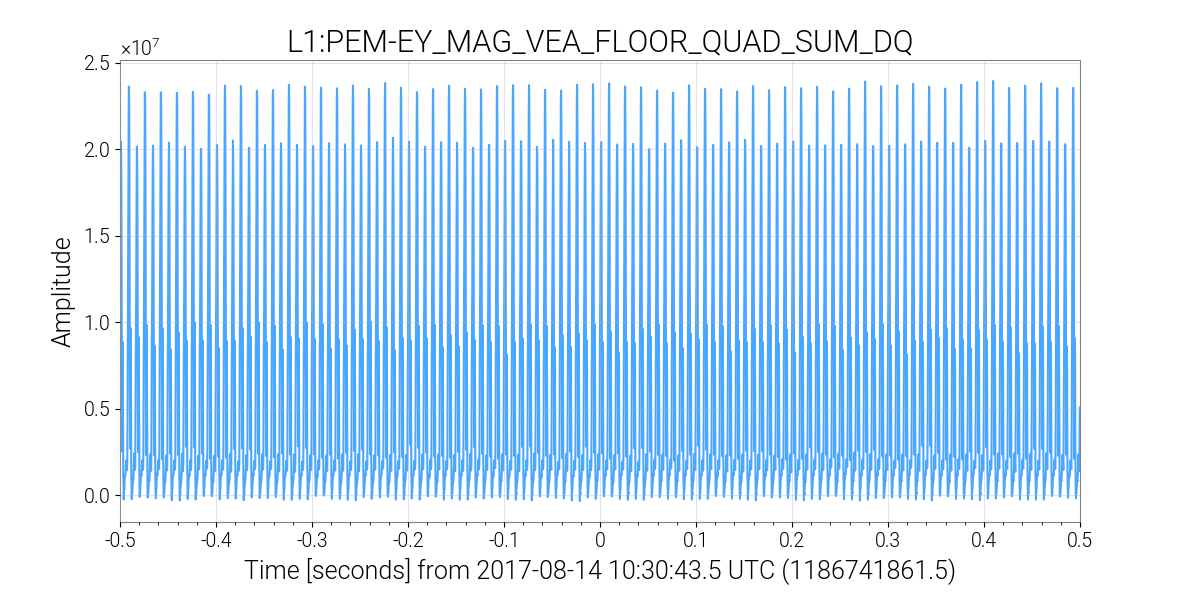 L1:PEM-EY_MAG_VEA_FLOOR_QUAD_SUM_DQ
×10⁷
2.5
2.0
1.5
1.0
0.5
0.0
Amplitude
-0.5 -0.4 -0.3 -0.2 -0.1 0 0.1 0.2 0.3 0.4 0.5
Time [seconds] from 2017-08-14 10:30:43.5 UTC (1186741861.5)